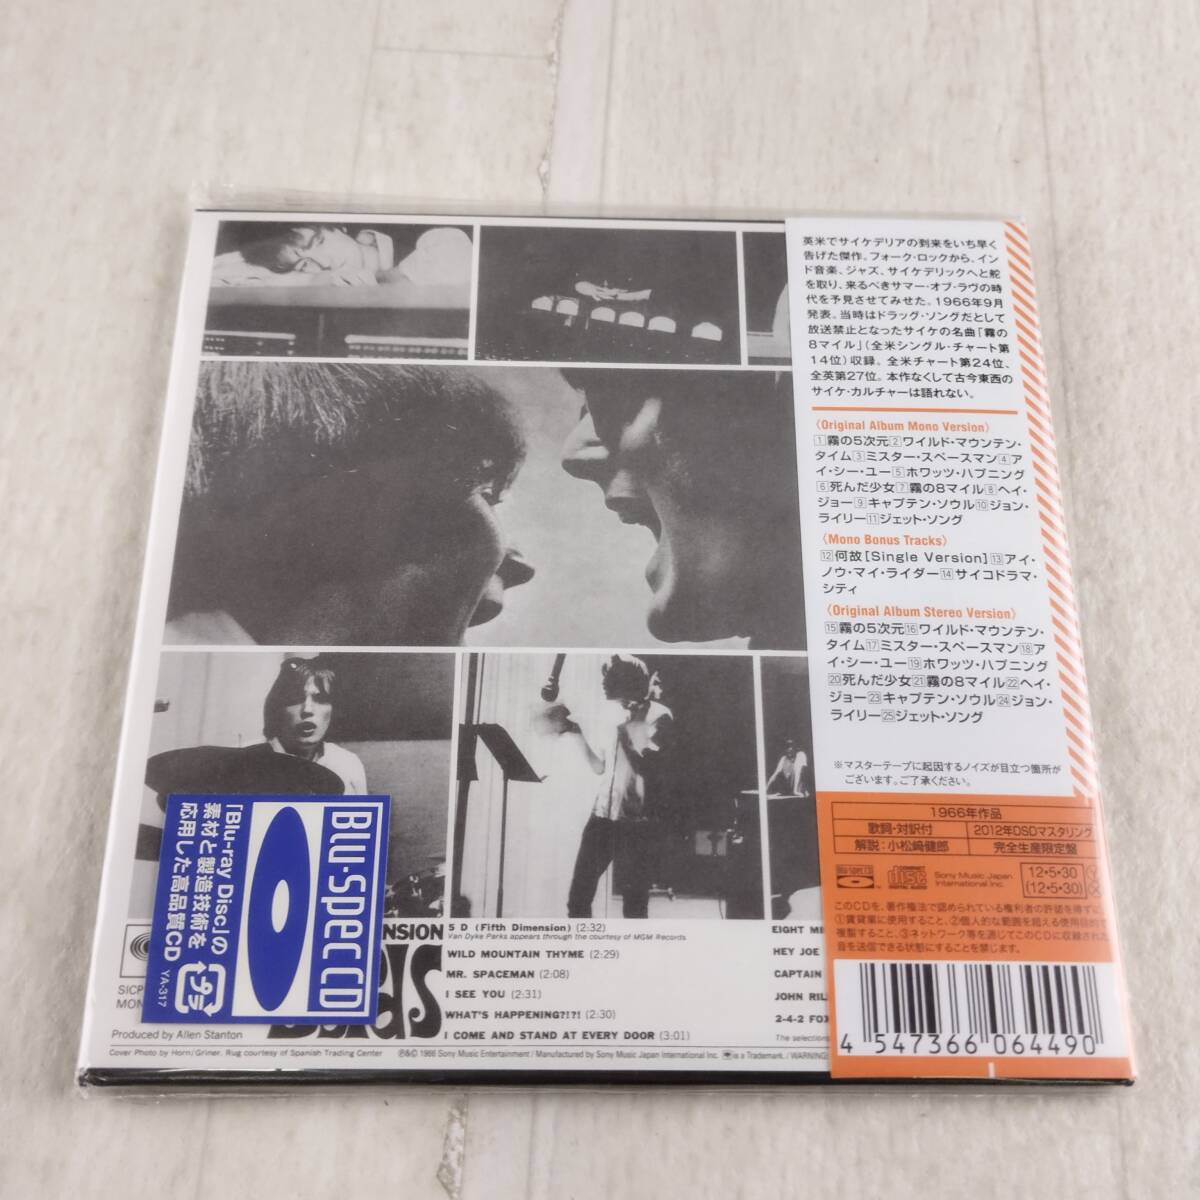 英米でサイケデリアの到来をいち早く
告げた傑作。フォーク・ロックから、イン
ド音楽、ジャズ、サイケデリックへと舵
を取り、来るべきサマー・オブ・ラヴの時
代を予見させてみせた。1966年9月
発表。当時はドラッグ・ソングだとして
放送禁止となったサイケの名曲「霧の
8マイル」(全米シングル・チャート第
14位)収録。全米チャート第24位、
全英第27位。本作なくして古今東西の
サイケ・カルチャーは語れない。
〈Original Album Mono Version〉
1霧の5次元2ワイルド・マウンテン・
タイム3ミスター・スペースマン4ア
イ・シー・ユー5ホワッツ・ハプニング
6死んだ少女7霧の8マイル8ヘイ・
ジョー9キャプテン・ソウル10ジョン・
ライリー11ジェット・ソング
〈Mono Bonus Tracks〉
12何故[Single Version]13アイ・
ノウ・マイ・ライダー14サイコドラマ・
シティ
〈Original Album Stereo Version〉
15霧の5次元16ワイルド・マウンテン・
タイム17ミスター・スペースマン18ア
イ・シー・ユー19ホワッツ・ハプニング
20死んだ少女21霧の8マイル22ヘイ・
ジョー23キャプテン・ソウル24ジョン・
ライリー25ジェット・ソング
※マスターテープに起因するノイズが目立つ箇所が
ございます。ご了承ください。
1966年作品
歌詞・対訳付
2012年DSDマスタリング
解説:小松崎健郎
完全生産限定盤
Blu-spec CD
COMPACT disc DIGITAL AUDIO
Sony Music Japan
International Inc.
12・5・30
(12・5・30)
このCDを、著作権法で認められている権利者の許諾を得ずに
①賃貸業に使用すること、②個人的な範囲を超える使用目的で
複製すること、③ネットワーク等を通じてこのCDに収録された
音を送信できる状態にすることを禁じます。
4 547366 064490
Blu-spec CD
「Blu-ray Disc」の
素材と製造技術を
応用した高品質CD
YA-317
SICP
MON
NSION
5 D (Fifth Dimension) (2:32)
Van Dyke Parks appears through the courtesy of MGM Records
WILD MOUNTAIN THYME (2:29)
MR. SPACEMAN (2:08)
I SEE YOU (2:31)
WHAT'S HAPPENING?!?! (2:30)
I COME AND STAND AT EVERY DOOR (3:01)
EIGHT MI
HEY JOE
CAPTAIN
JOHN RIL
2-4-2 FOX
The selections
Produced by Allen Stanton
Cover Photo by Horn/Griner. Rug courtesy of Spanish Trading Center
℗&© 1966 Sony Music Entertainment / Manufactured by Sony Music Japan International Inc.
is a Trademark./WARNING